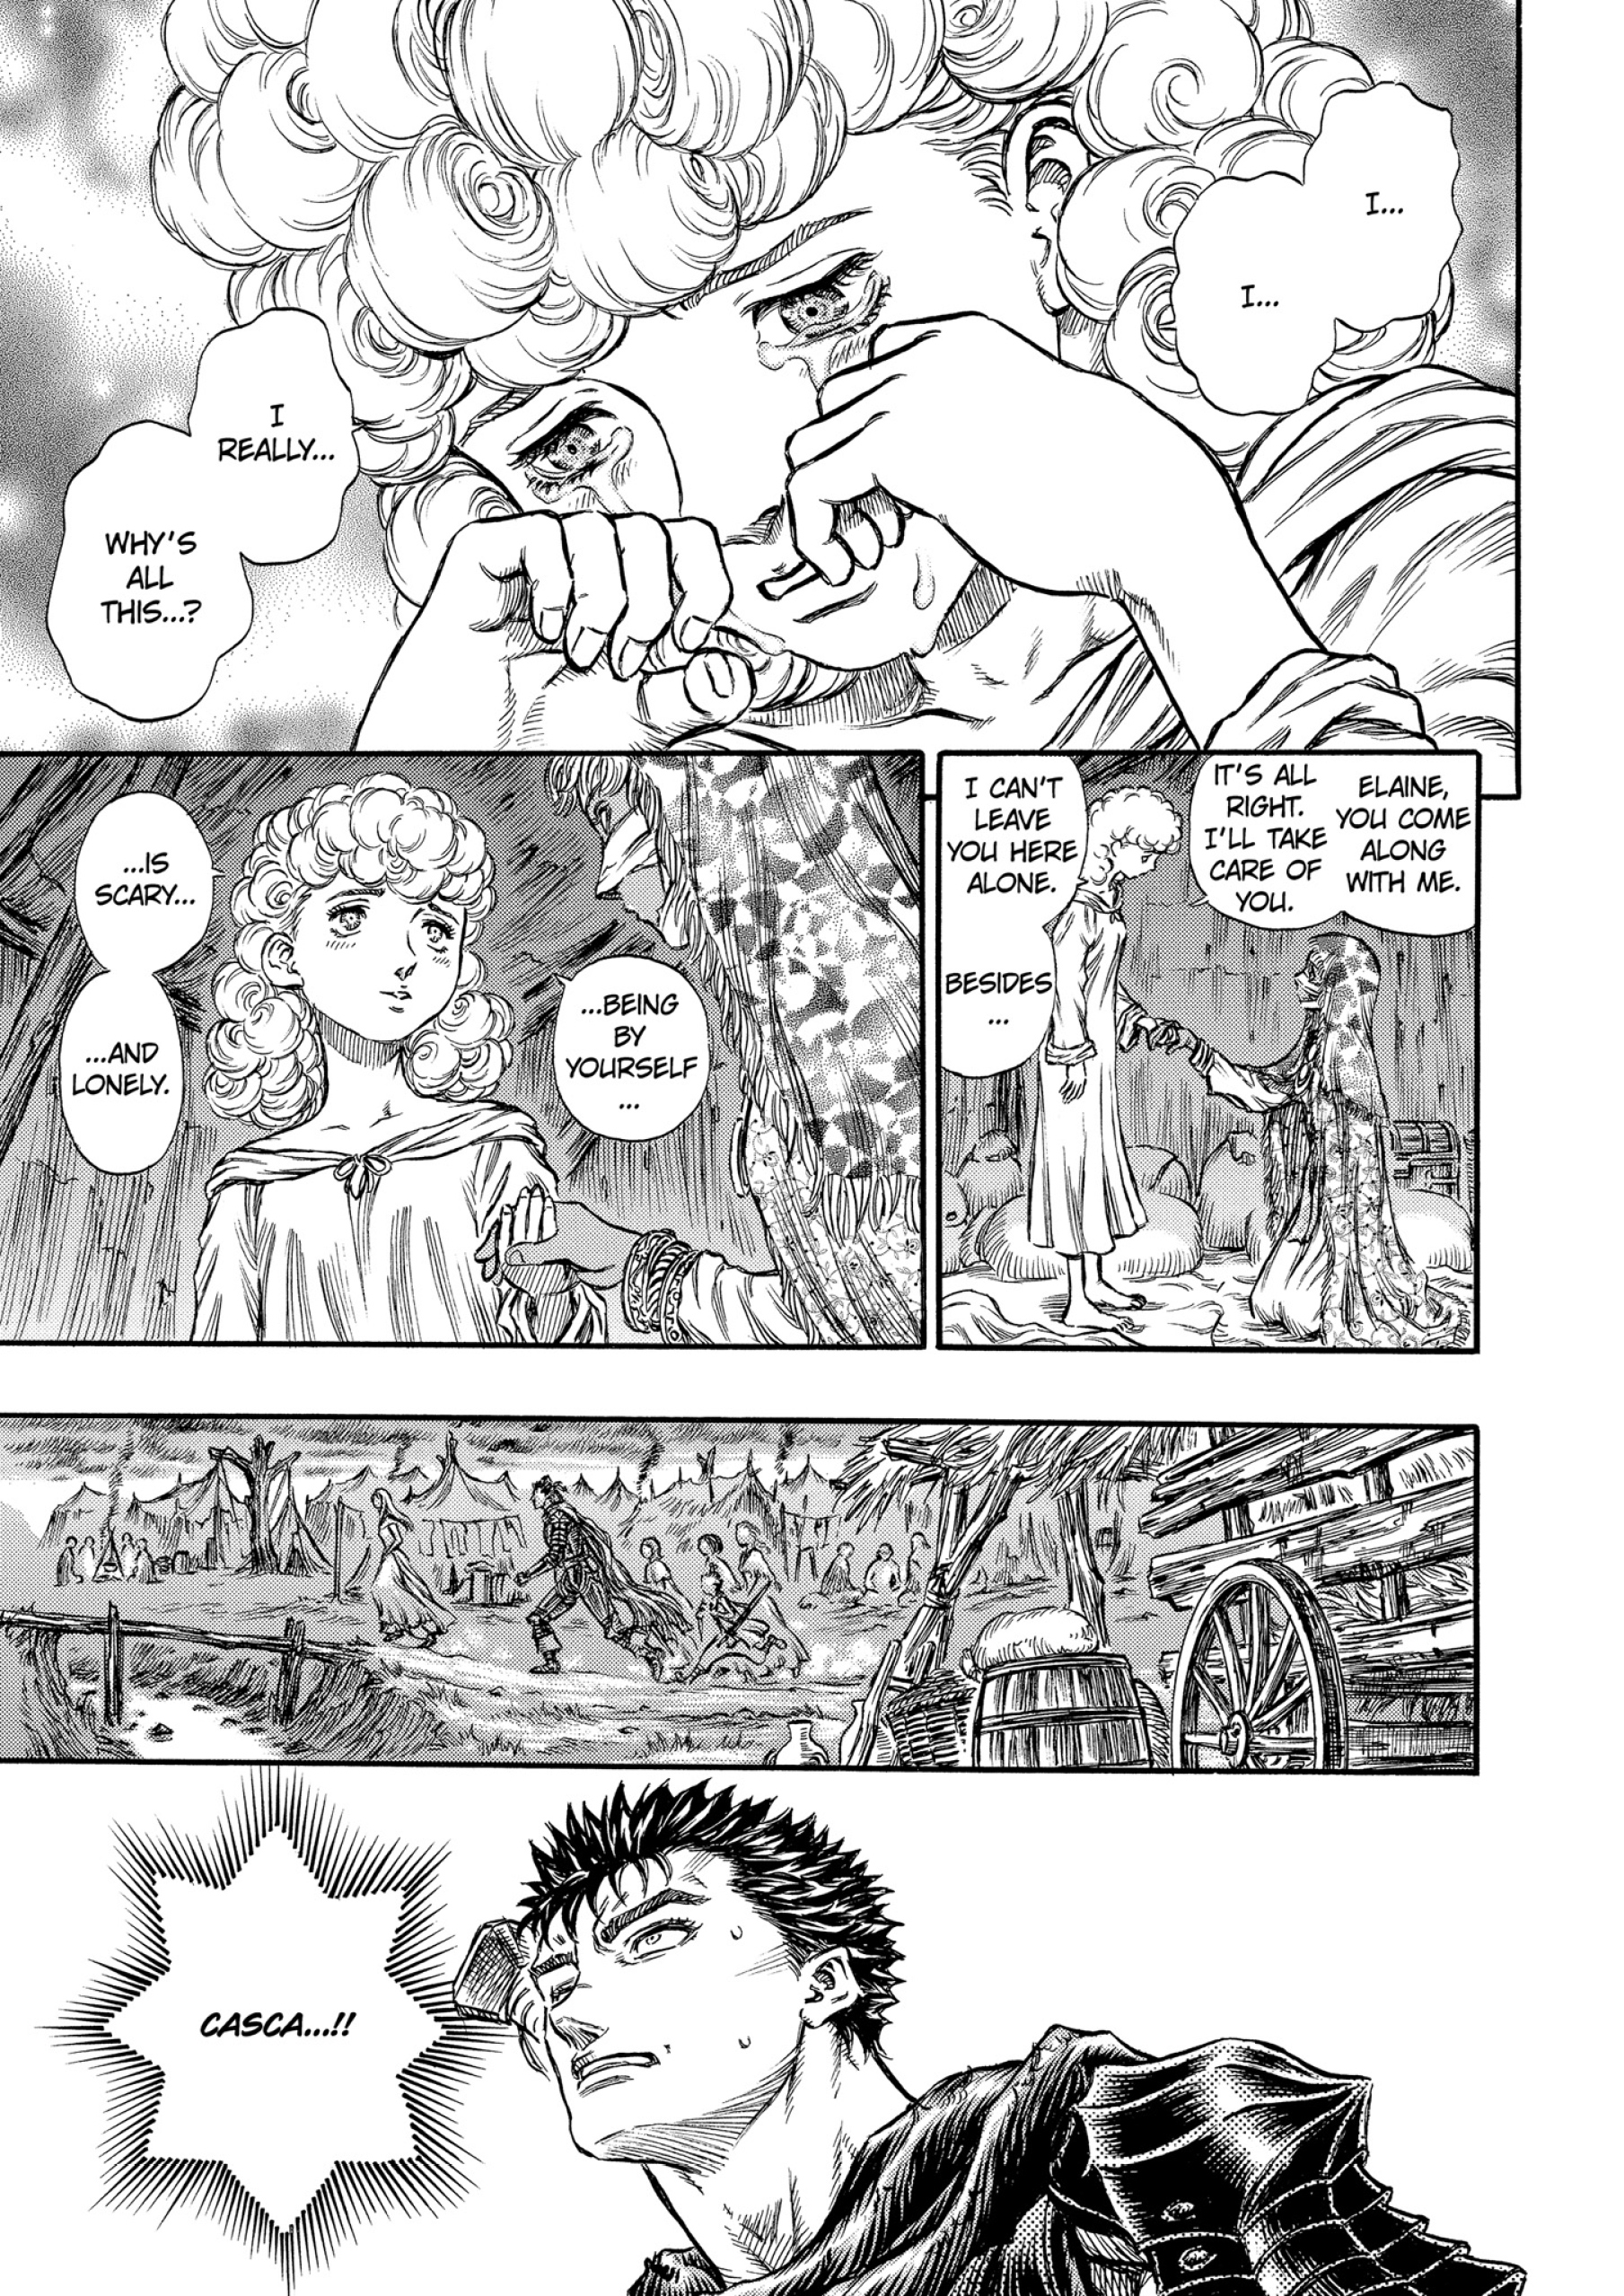 I...
I...
I
REALLY...
WHY'S
ALL
THIS...?
ELAINE,
YOU COME
ALONG
WITH ME.
IT'S ALL
RIGHT.
I'LL TAKE
CARE OF
YOU.
I CAN'T
LEAVE
YOU HERE
ALONE.
BESIDES
...
...BEING
BY
YOURSELF
...
...IS
SCARY...
...AND
LONELY.
CASCA...!!